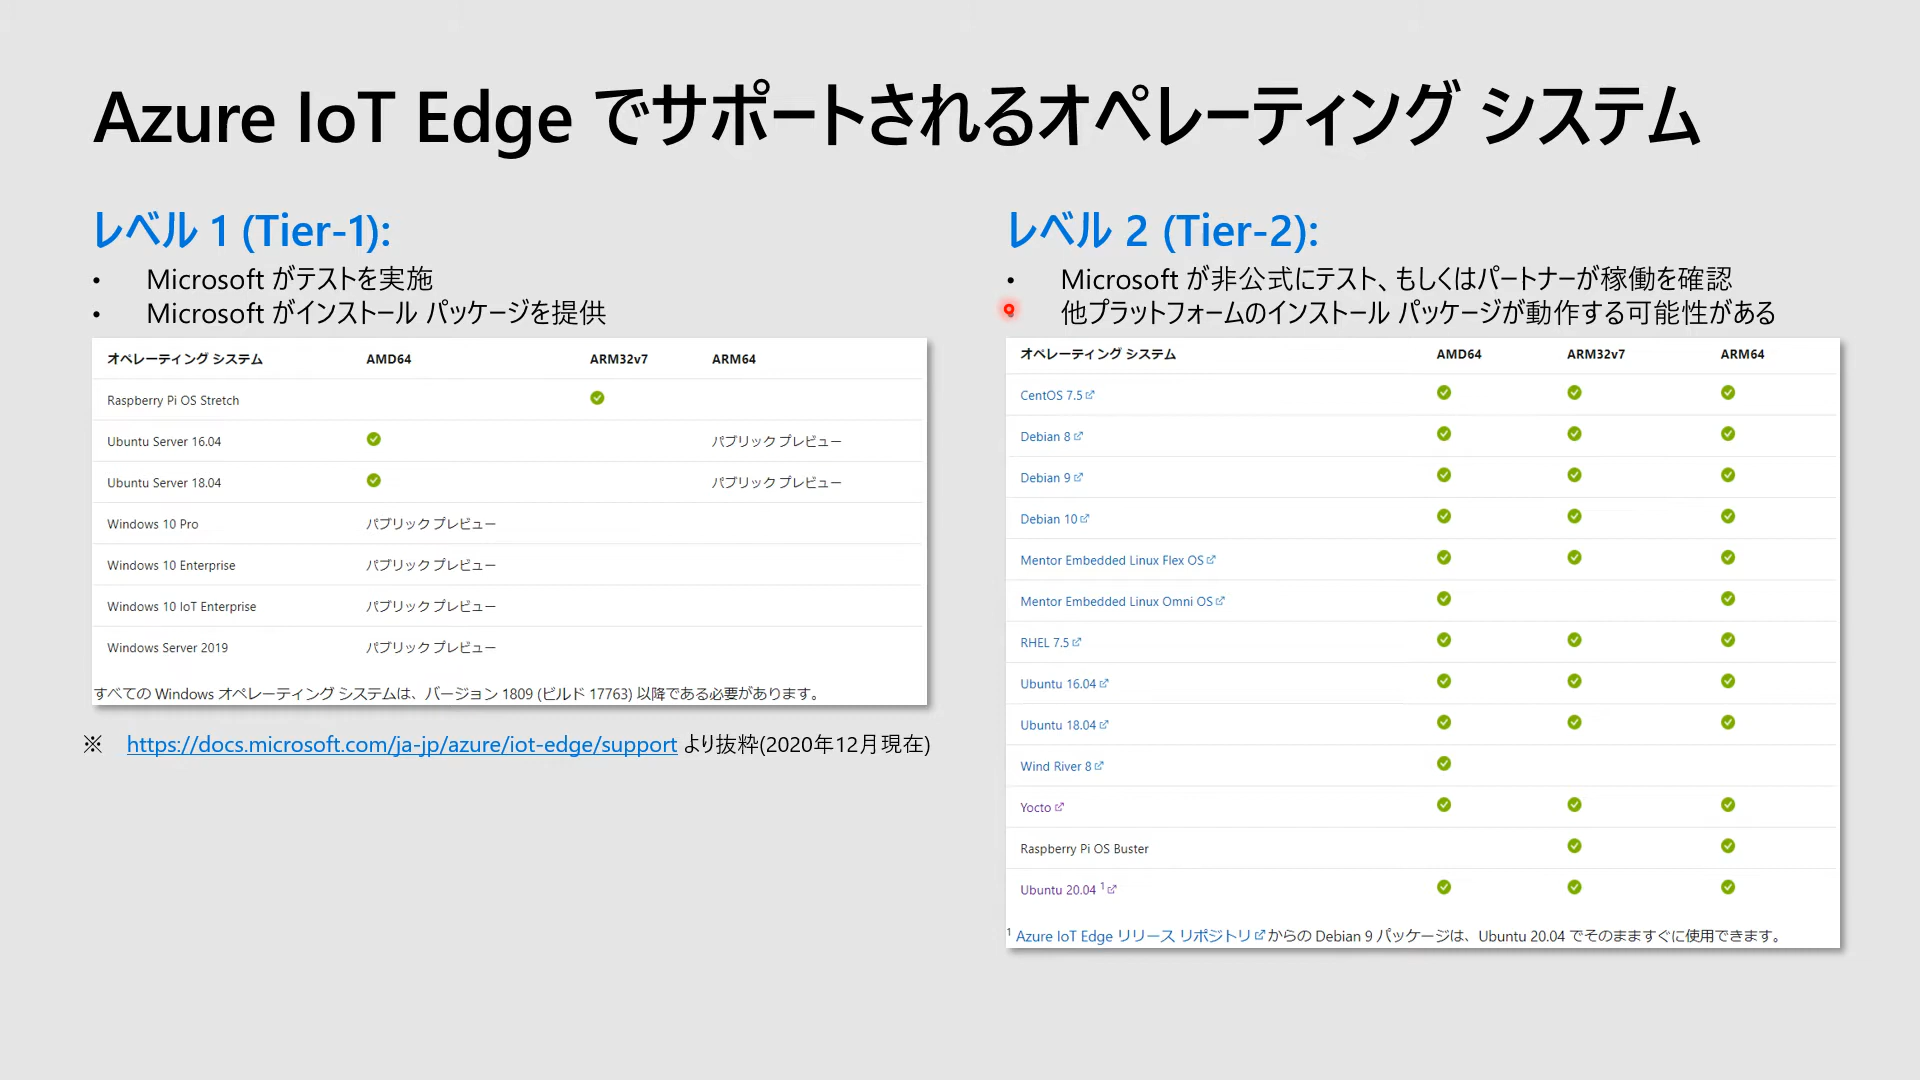 Azure IoT Edge でサポートされるオペレーティング システム
レベル 1 (Tier-1):
• Microsoft がテストを実施
• Microsoft がインストール パッケージを提供
オペレーティング システム AMD64 ARM32v7 ARM64
Raspberry Pi OS Stretch
Ubuntu Server 16.04 パブリック プレビュー
Ubuntu Server 18.04 パブリック プレビュー
Windows 10 Pro パブリック プレビュー
Windows 10 Enterprise パブリック プレビュー
Windows 10 IoT Enterprise パブリック プレビュー
Windows Server 2019 パブリック プレビュー
すべての Windows オペレーティング システムは、バージョン 1809 (ビルド 17763) 以降である必要があります。
※ https://docs.microsoft.com/ja-jp/azure/iot-edge/support より抜粋(2020年12月現在)
レベル 2 (Tier-2):
• Microsoft が非公式にテスト、もしくはパートナーが稼働を確認
他プラットフォームのインストール パッケージが動作する可能性がある
オペレーティング システム AMD64 ARM32v7 ARM64
CentOS 7.5
Debian 8
Debian 9
Debian 10
Mentor Embedded Linux Flex OS
Mentor Embedded Linux Omni OS
RHEL 7.5
Ubuntu 16.04
Ubuntu 18.04
Wind River 8
Yocto
Raspberry Pi OS Buster
Ubuntu 20.04 1
1 Azure IoT Edge リリース リポジトリからの Debian 9 パッケージは、Ubuntu 20.04 でそのまますぐに使用できます。